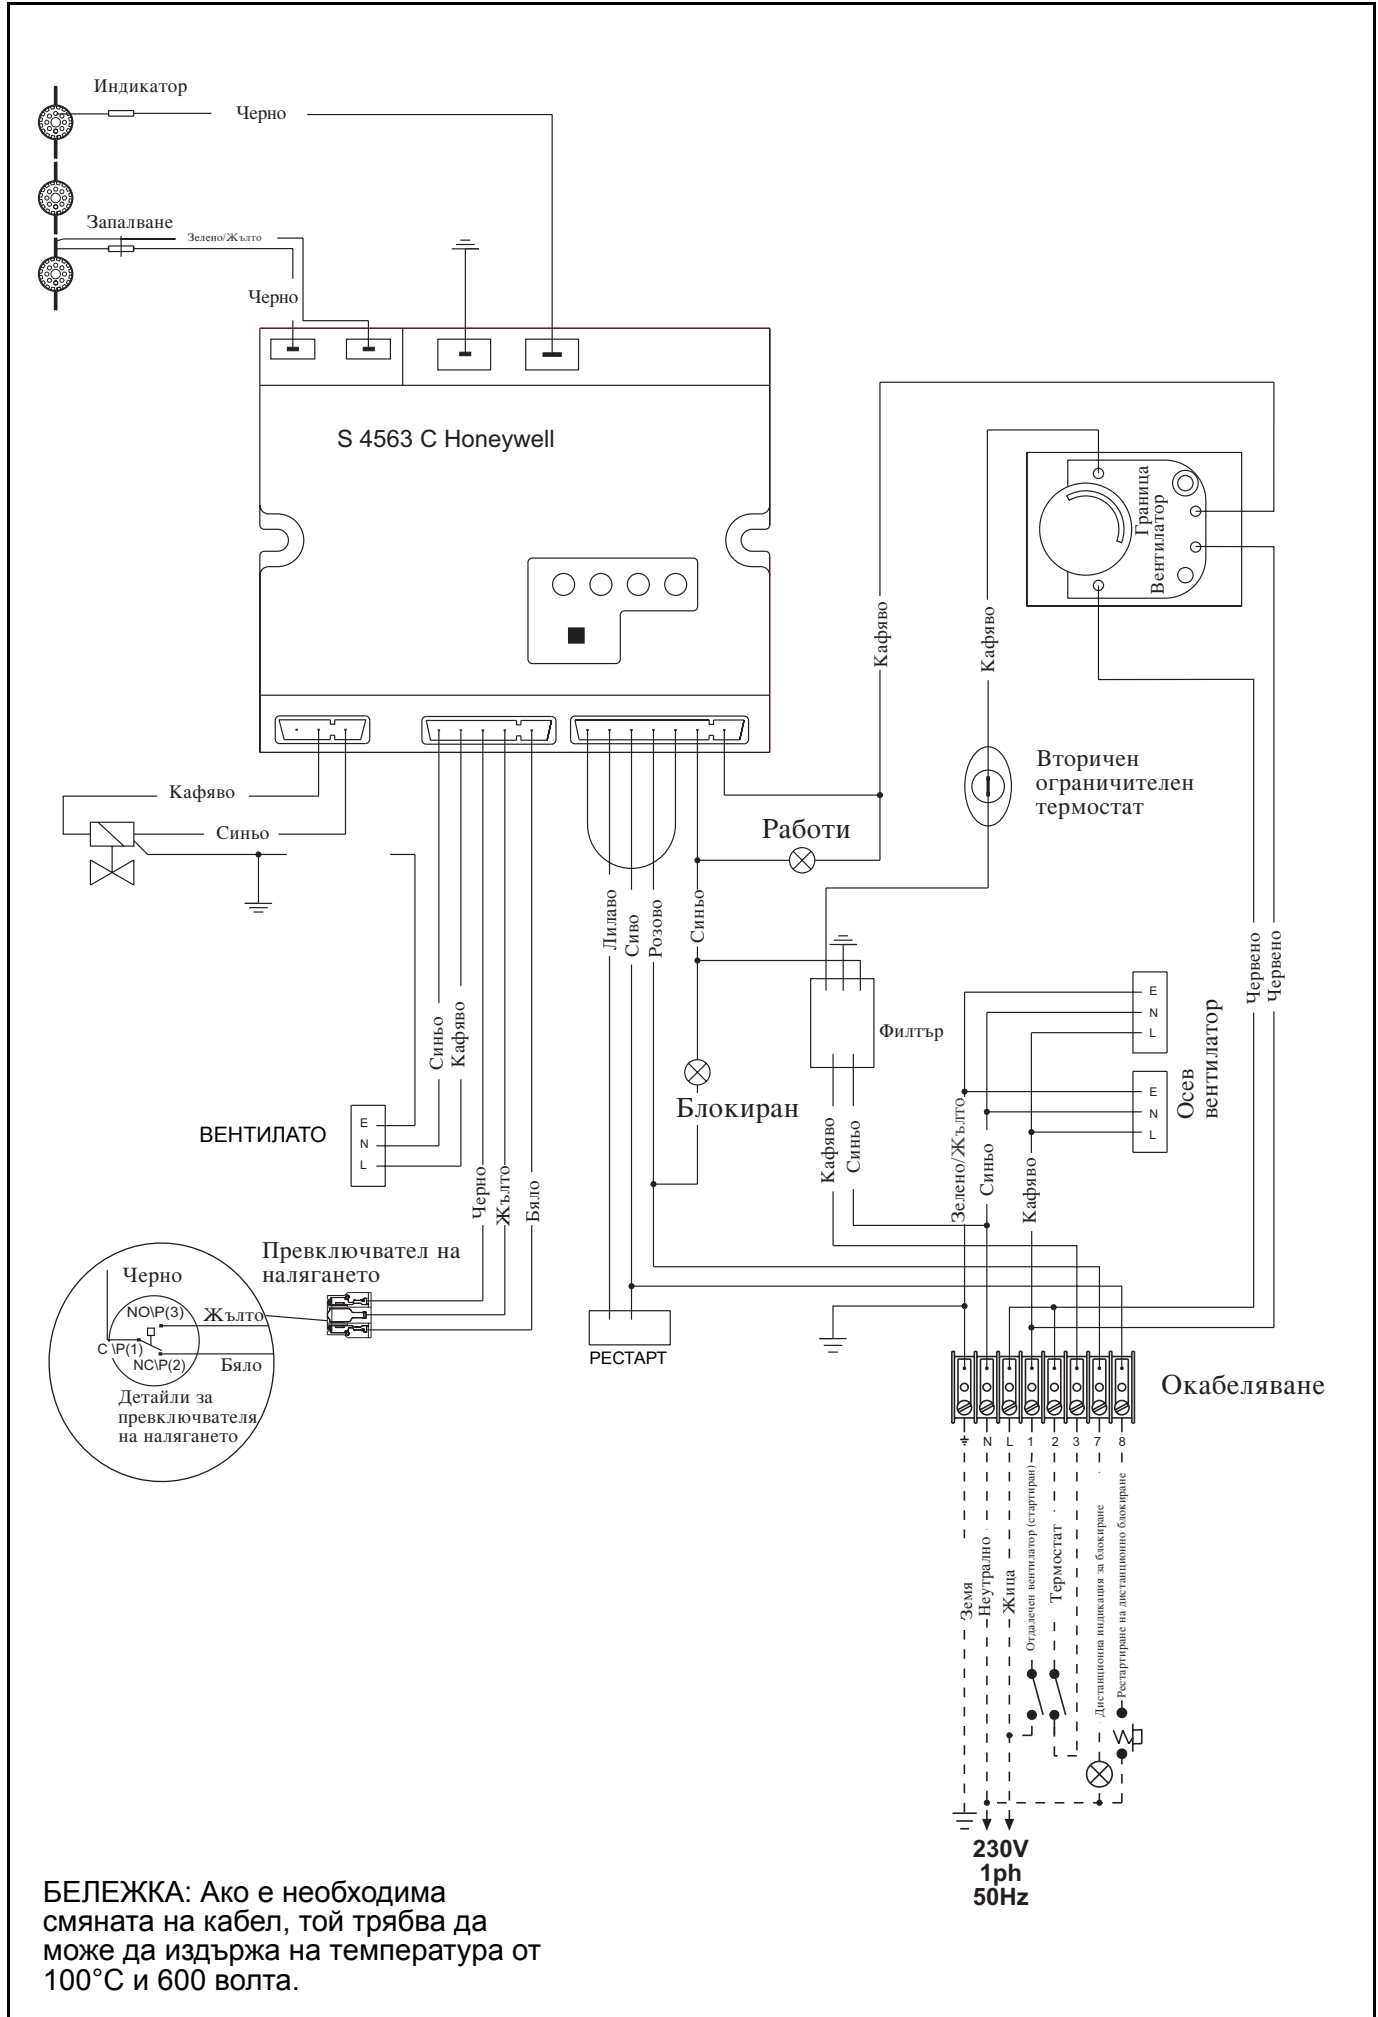 Индикатор
Черно
Запалване
Зелено/Жълто
Черно
S 4563 C Honeywell
Граница
Вентилатор
Кафяво
Кафяво
Вторичен
ограничителен
термостат
Кафяво
Синьо
Работи
Лилаво
Сиво
Розово
Синьо
Червено
Червено
Филтър
E
N
L
E
N
L
Осев
вентилатор
Синьо
Кафяво
Блокиран
ВЕНТИЛАТО
E
N
L
Кафяво
Синьо
Зелено/Жълто
Синьо
Кафяво
Черно
Жълто
Бяло
Превключвател на
налягането
Черно
NO\P(3)
Жълто
C \P(1)
NC\P(2)
Бяло
Детайли за
превключвателя
на налягането
РЕСТАРТ
Окабеляване
N L 1 2 3 7 8
Земя
Неутрално
Жица
Отдалечен вентилатор (стартиран)
Термостат
Дистанционна индикация за блокиране
Рестартиране на дистанционно блокиране
230V
1ph
50Hz
БЕЛЕЖКА: Ако е необходима
смяната на кабел, той трябва да
може да издържа на температура от
100°C и 600 волта.